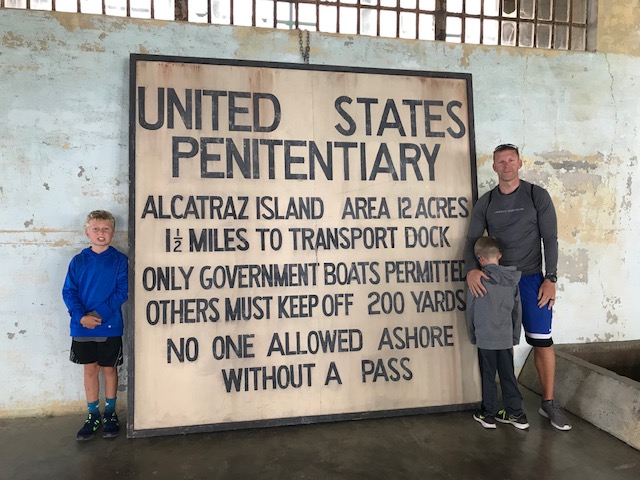 UNITED STATES
PENITENTIARY
ALCATRAZ ISLAND AREA 12 ACRES
1½ MILES TO TRANSPORT DOCK
ONLY GOVERNMENT BOATS PERMITTED
OTHERS MUST KEEP OFF 200 YARDS
NO ONE ALLOWED ASHORE
WITHOUT A PASS